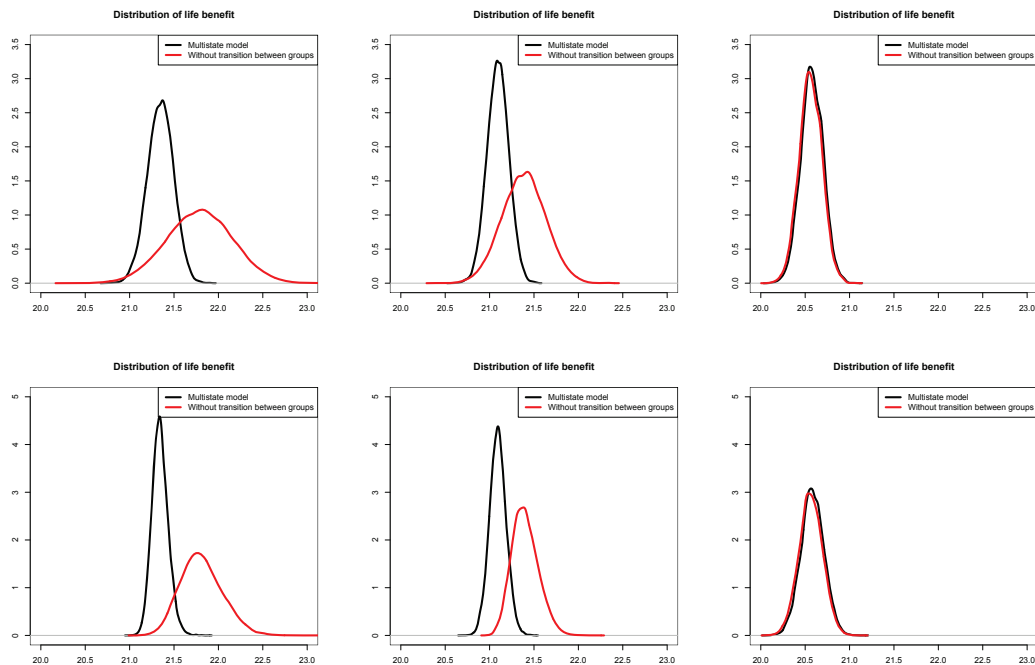 Distribution of life benefit
Multistate model
Without transition between groups
3.5
3.0
2.5
2.0
1.5
1.0
0.5
0.0
20.0 20.5 21.0 21.5 22.0 22.5 23.0
Distribution of life benefit
Multistate model
Without transition between groups
3.5
3.0
2.5
2.0
1.5
1.0
0.5
0.0
20.0 20.5 21.0 21.5 22.0 22.5 23.0
Distribution of life benefit
Multistate model
Without transition between groups
3.5
3.0
2.5
2.0
1.5
1.0
0.5
0.0
20.0 20.5 21.0 21.5 22.0 22.5 23.0
Distribution of life benefit
Multistate model
Without transition between groups
5
4
3
2
1
0
20.0 20.5 21.0 21.5 22.0 22.5 23.0
Distribution of life benefit
Multistate model
Without transition between groups
5
4
3
2
1
0
20.0 20.5 21.0 21.5 22.0 22.5 23.0
Distribution of life benefit
Multistate model
Without transition between groups
5
4
3
2
1
0
20.0 20.5 21.0 21.5 22.0 22.5 23.0